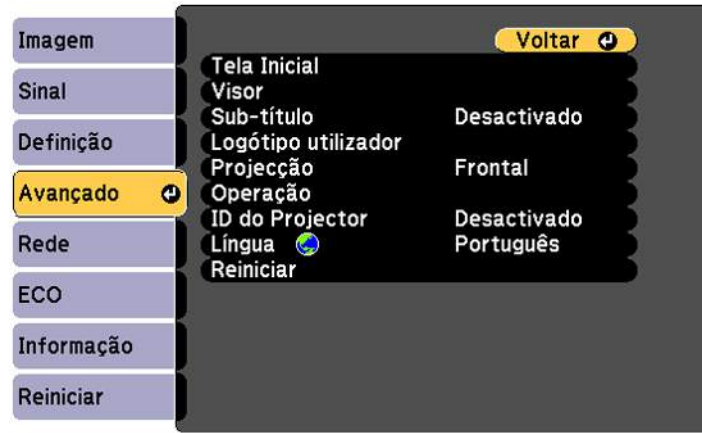 Imagem
Sinal
Definição
Avançado
Rede
ECO
Informação
Reiniciar
Voltar
Tela Inicial
Visor
Sub-título Desactivado
Logótipo utilizador
Projecção Frontal
Operação
ID do Projector Desactivado
Língua Português
Reiniciar